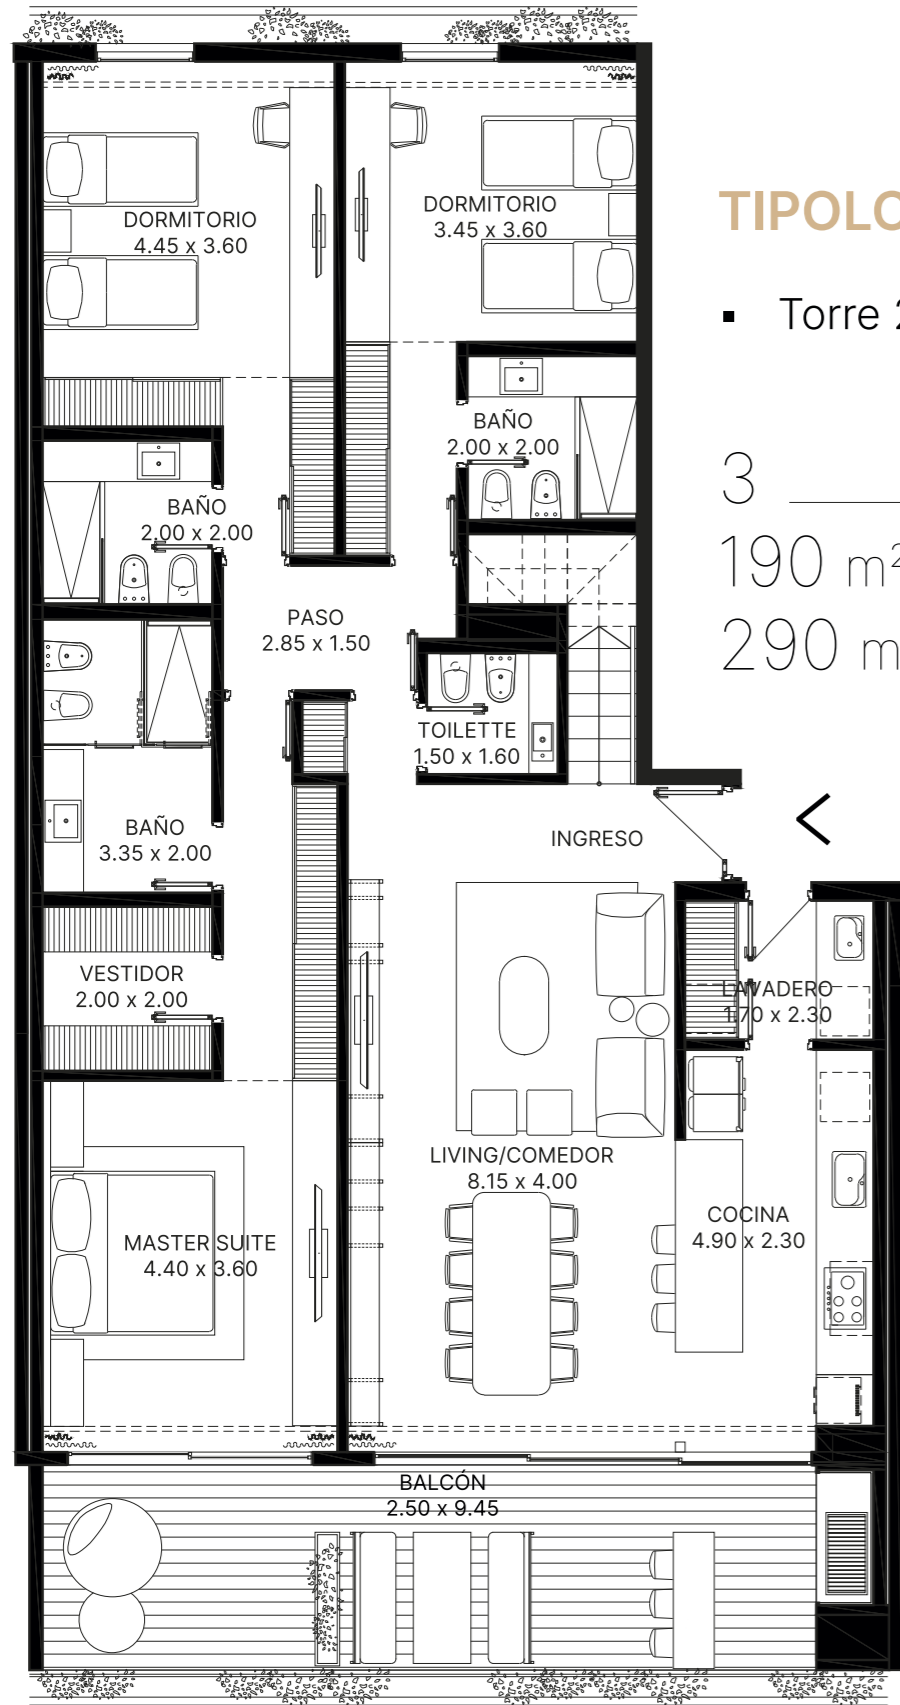 DORMITORIO
4.45 x 3.60
DORMITORIO
3.45 x 3.60
TIPOLO
▪ Torre 2
BAÑO
2.00 x 2.00
3
BAÑO
2.00 x 2.00
190 m²
PASO
2.85 x 1.50
290 m
TOILETTE
1.50 x 1.60
BAÑO
3.35 x 2.00
INGRESO
VESTIDOR
2.00 x 2.00
LAVADERO
1.70 x 2.30
LIVING/COMEDOR
8.15 x 4.00
COCINA
4.90 x 2.30
MASTER SUITE
4.40 x 3.60
BALCÓN
2.50 x 9.45